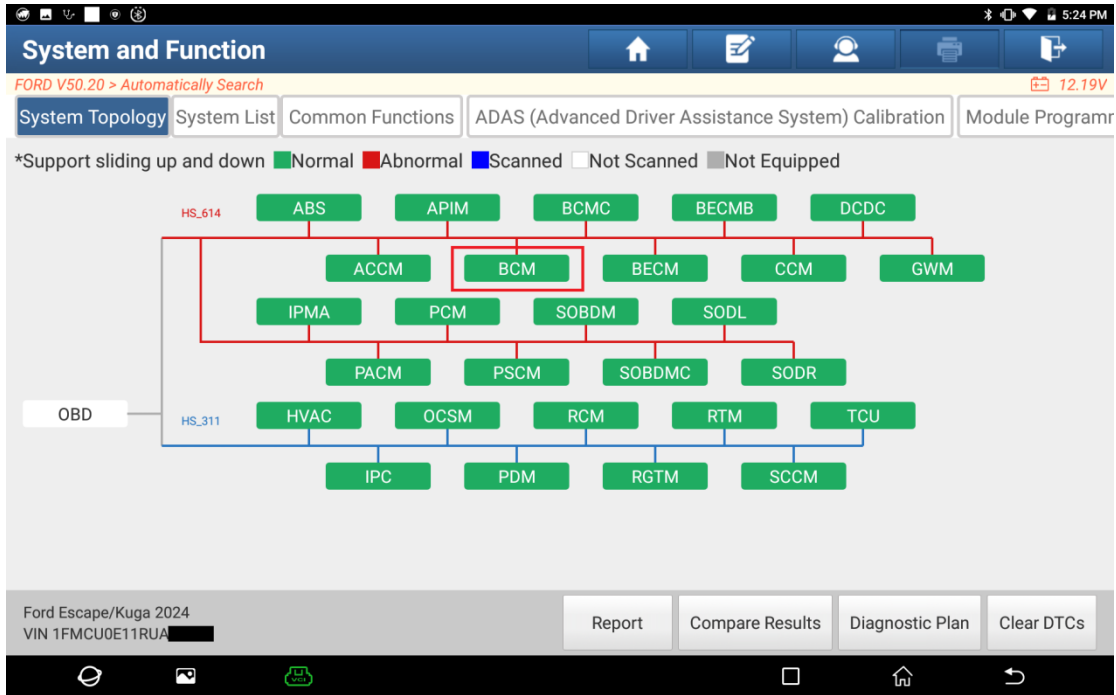 5:24 PM
System and Function
FORD V50.20 > Automatically Search 12.19V
System Topology System List Common Functions ADAS (Advanced Driver Assistance System) Calibration Module Programm
*Support sliding up and down Normal Abnormal Scanned Not Scanned Not Equipped
HS_614 ABS APIM BCMC BECMB DCDC
ACCM BCM BECM CCM GWM
IPMA PCM SOBDM SODL
PACM PSCM SOBDMC SODR
OBD HS_311 HVAC OCSM RCM RTM TCU
IPC PDM RGTM SCCM
Ford Escape/Kuga 2024
VIN 1FMCU0E11RUA
Report Compare Results Diagnostic Plan Clear DTCs
VCI